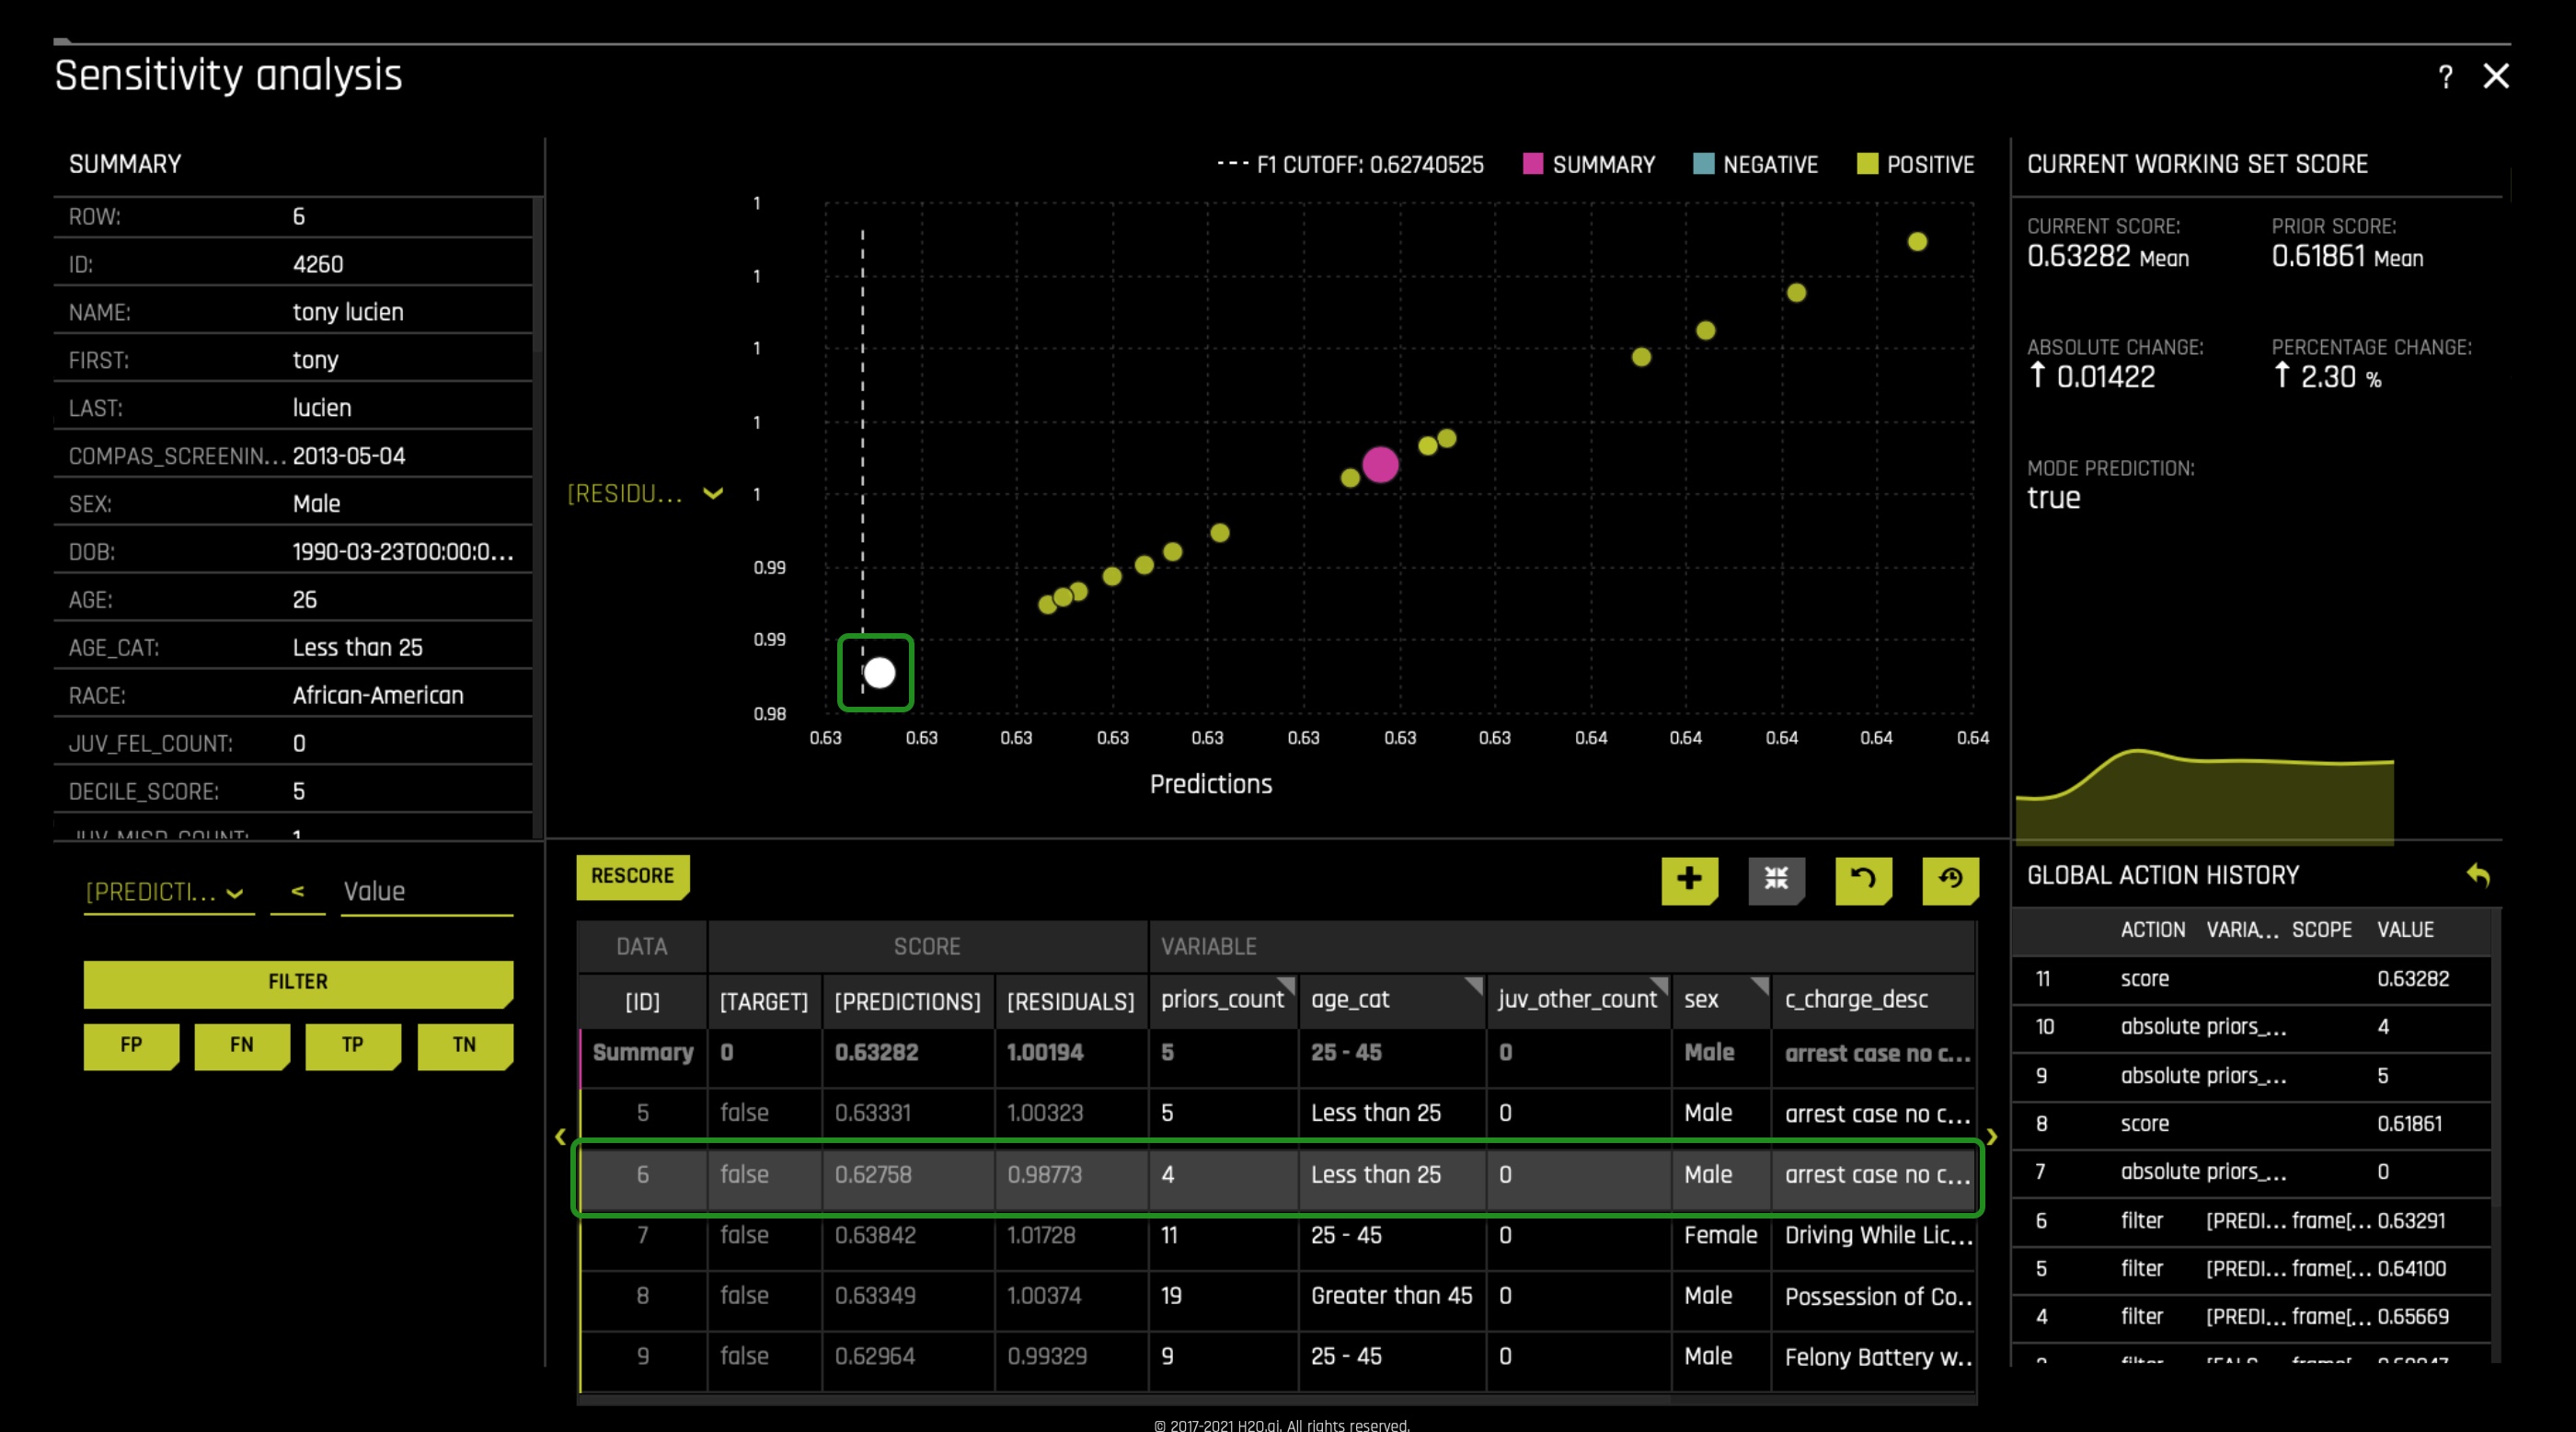 Sensitivity analysis
?
SUMMARY
ROW: 6
ID: 4260
NAME: tony lucien
FIRST: tony
LAST: lucien
COMPAS_SCREENIN... 2013-05-04
SEX: Male
DOB: 1990-03-23T00:00:0...
AGE: 26
AGE_CAT: Less than 25
RACE: African-American
JUV_FEL_COUNT: 0
DECILE_SCORE: 5
JUV_MISD_COUNT: 1
[PREDICTI... < Value
FILTER
FP FN TP TN
--- F1 CUTOFF: 0.62740525 SUMMARY NEGATIVE POSITIVE
1
1
1
1
[RESIDU... 1
0.99
0.99
0.98
0.63 0.63 0.63 0.63 0.63 0.63 0.63 0.63 0.64 0.64 0.64 0.64 0.64
Predictions
RESCORE
DATA SCORE VARIABLE
[ID] [TARGET] [PREDICTIONS] [RESIDUALS] priors_count age_cat juv_other_count sex c_charge_desc
Summary 0 0.63282 1.00194 5 25 - 45 0 Male arrest case no c...
5 false 0.63331 1.00323 5 Less than 25 0 Male arrest case no c...
6 false 0.62758 0.98773 4 Less than 25 0 Male arrest case no c...
7 false 0.63842 1.01728 11 25 - 45 0 Female Driving While Lic...
8 false 0.63349 1.00374 19 Greater than 45 0 Male Possession of Co..
9 false 0.62964 0.99329 9 25 - 45 0 Male Felony Battery w..
CURRENT WORKING SET SCORE
CURRENT SCORE: PRIOR SCORE:
0.63282 Mean 0.61861 Mean
ABSOLUTE CHANGE: PERCENTAGE CHANGE:
↑ 0.01422 ↑ 2.30 %
MODE PREDICTION:
true
GLOBAL ACTION HISTORY
ACTION VARIA... SCOPE VALUE
11 score 0.63282
10 absolute priors_... 4
9 absolute priors_... 5
8 score 0.61861
7 absolute priors_... 0
6 filter [PREDI... frame[... 0.63291
5 filter [PREDI... frame[... 0.64100
4 filter [PREDI... frame[... 0.65669
© 2017-2021 H2O.ai. All rights reserved.